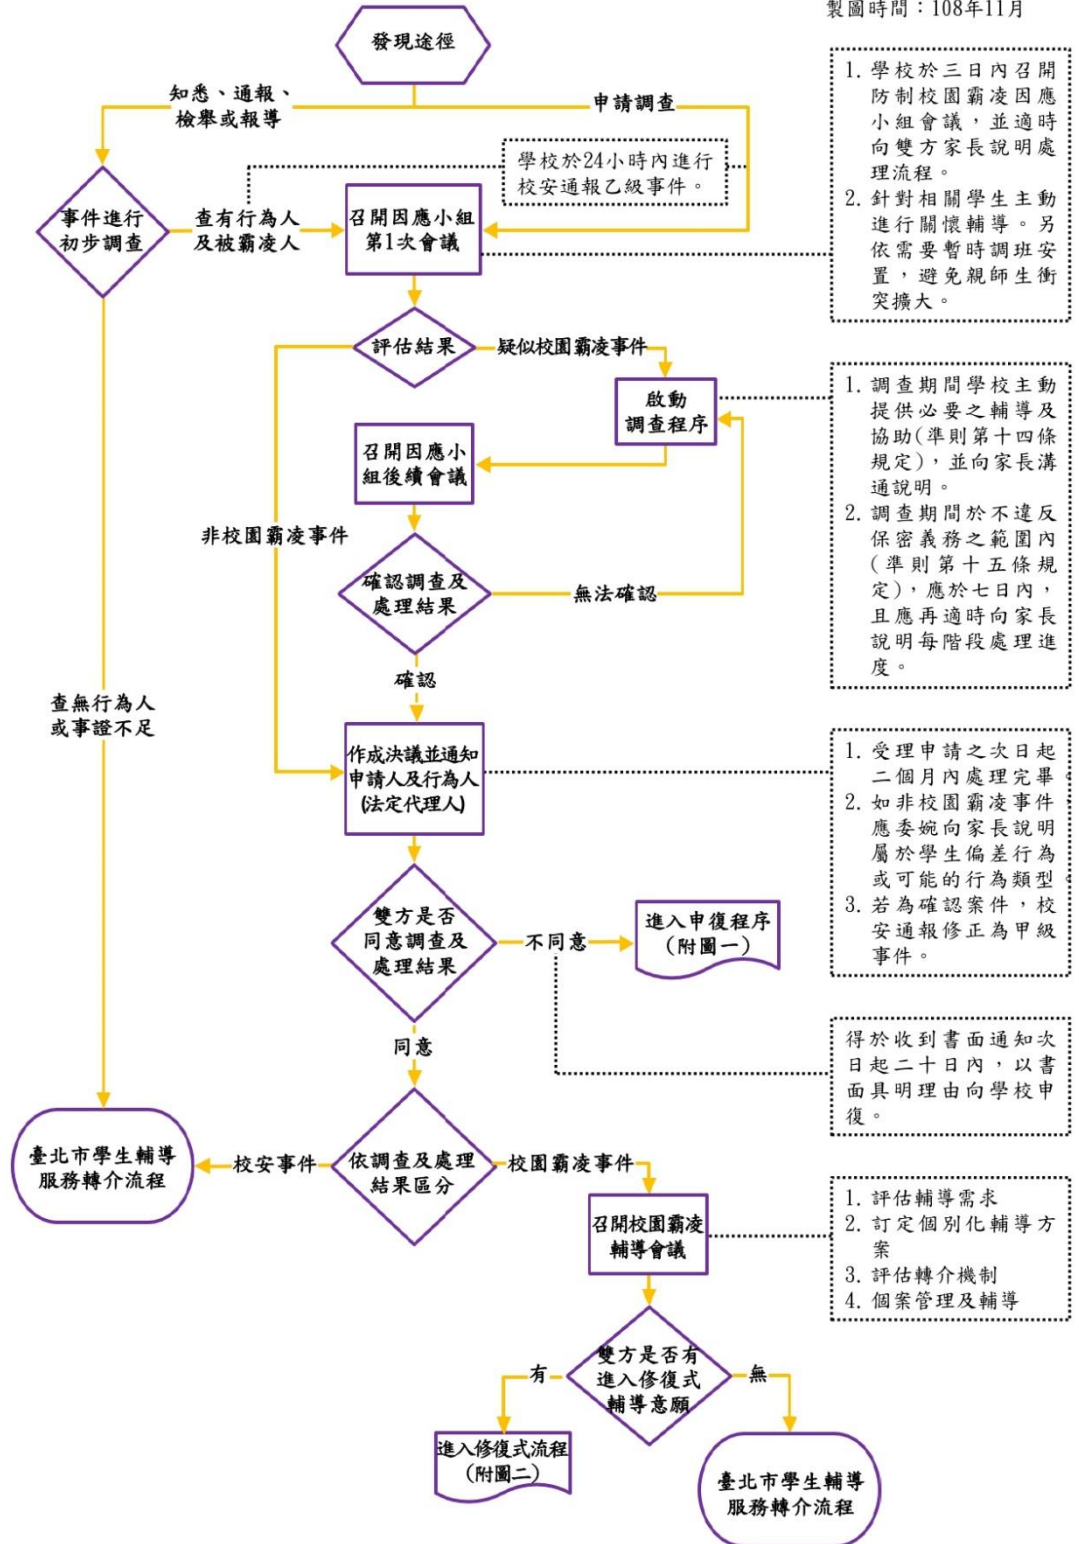 製圖時間：108年11月
發現途徑
知悉、通報、
檢舉或報導
申請調查
學校於24小時內進行
校安通報乙級事件。
事件進行
初步調查
查有行為人
及被霸凌人
召開因應小組
第1次會議
1. 學校於三日內召開
防制校園霸凌因應
小組會議，並適時
向雙方家長說明處
理流程。
2. 針對相關學生主動
進行關懷輔導。另
依需要暫時調班安
置，避免親師生衝
突擴大。
評估結果
疑似校園霸凌事件
啟動
調查程序
召開因應小
組後續會議
非校園霸凌事件
確認調查及
處理結果
無法確認
1. 調查期間學校主動
提供必要之輔導及
協助(準則第十四條
規定)，並向家長溝
通說明。
2. 調查期間於不違反
保密義務之範圍內
(準則第十五條規
定)，應於七日內，
且應再適時向家長
說明每階段處理進
度。
確認
查無行為人
或事證不足
作成決議並通知
申請人及行為人
(法定代理人)
1. 受理申請之次日起
二個月內處理完畢。
2. 如非校園霸凌事件，
應委婉向家長說明
屬於學生偏差行為
或可能的行為類型。
3. 若為確認案件，校
安通報修正為甲級
事件。
雙方是否
同意調查及
處理結果
不同意
進入申復程序
(附圖一)
同意
得於收到書面通知次
日起二十日內，以書
面具明理由向學校申
復。
臺北市學生輔導
服務轉介流程
校安事件
依調查及處理
結果區分
校園霸凌事件
召開校園霸凌
輔導會議
1. 評估輔導需求
2. 訂定個別化輔導方
案
3. 評估轉介機制
4. 個案管理及輔導
雙方是否有
進入修復式
輔導意願
有
無
進入修復式流程
(附圖二)
臺北市學生輔導
服務轉介流程